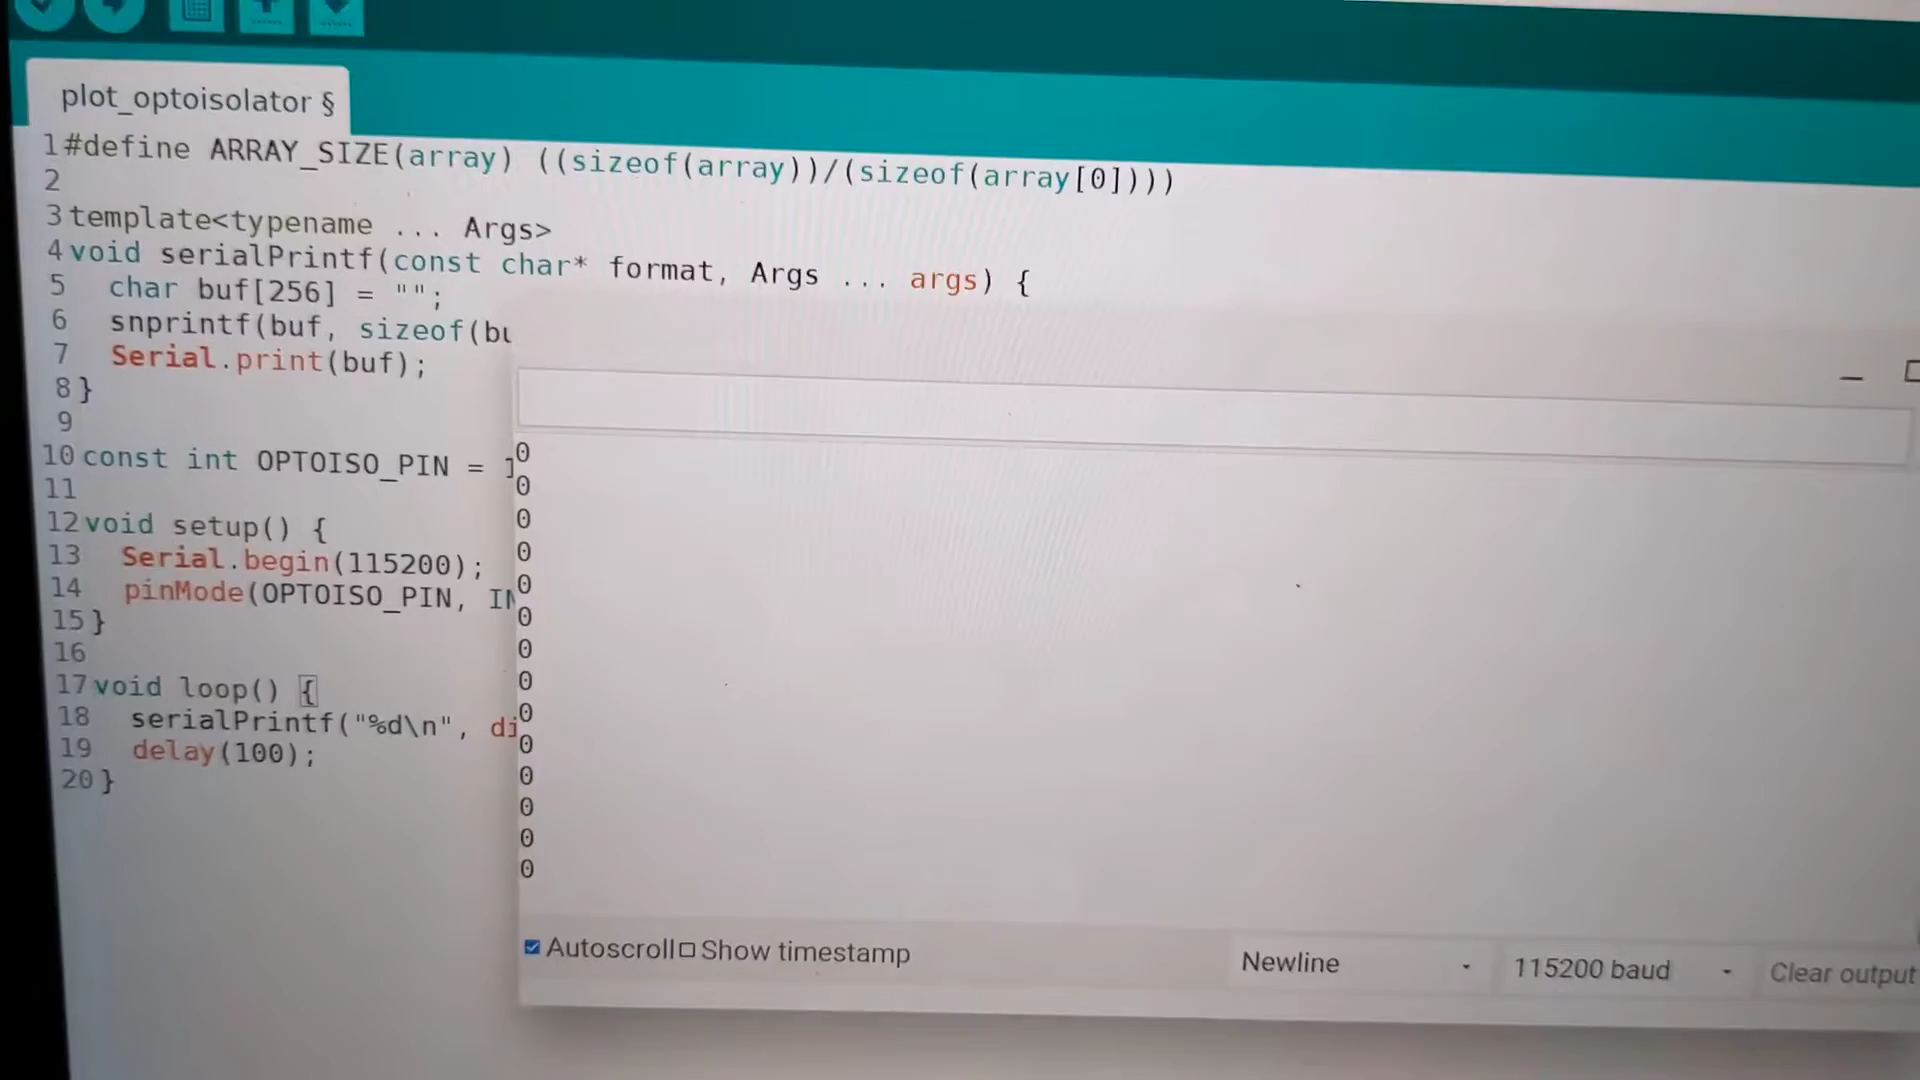 plot_optoisolator §
1 #define ARRAY_SIZE(array) ((sizeof(array))/(sizeof(array[0])))
2
3 template<typename ... Args>
4 void serialPrintf(const char* format, Args ... args) {
5 char buf[256] = "";
6 snprintf(buf, sizeof(bu
7 Serial.print(buf);
8 }
9
10 const int OPTOISO_PIN =
11
12 void setup() {
13 Serial.begin(115200);
14 pinMode(OPTOISO_PIN, IN
15 }
16
17 void loop() {
18 serialPrintf("%d\n", di
19 delay(100);
20 }
0
0
0
0
0
0
0
0
0
0
0
0
0
0
Autoscroll Show timestamp Newline 115200 baud Clear output